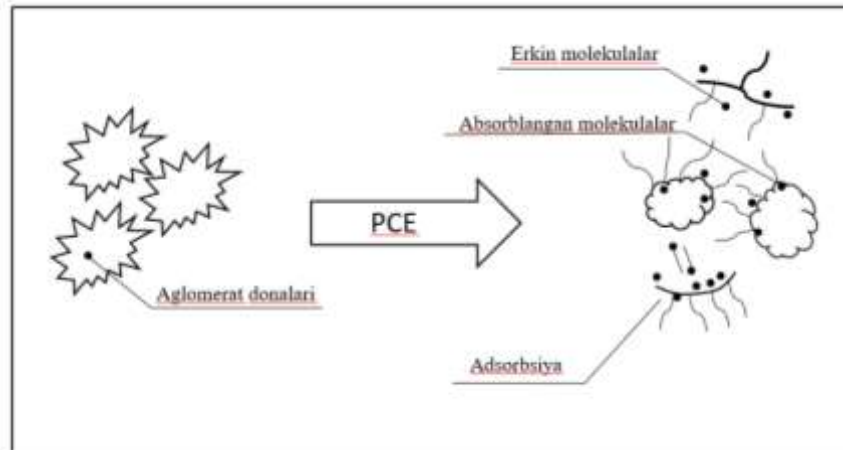 Erkin molekulalar
Absorblangan molekulalar
PCE
Aglomerat donalari
Adsorbsiya